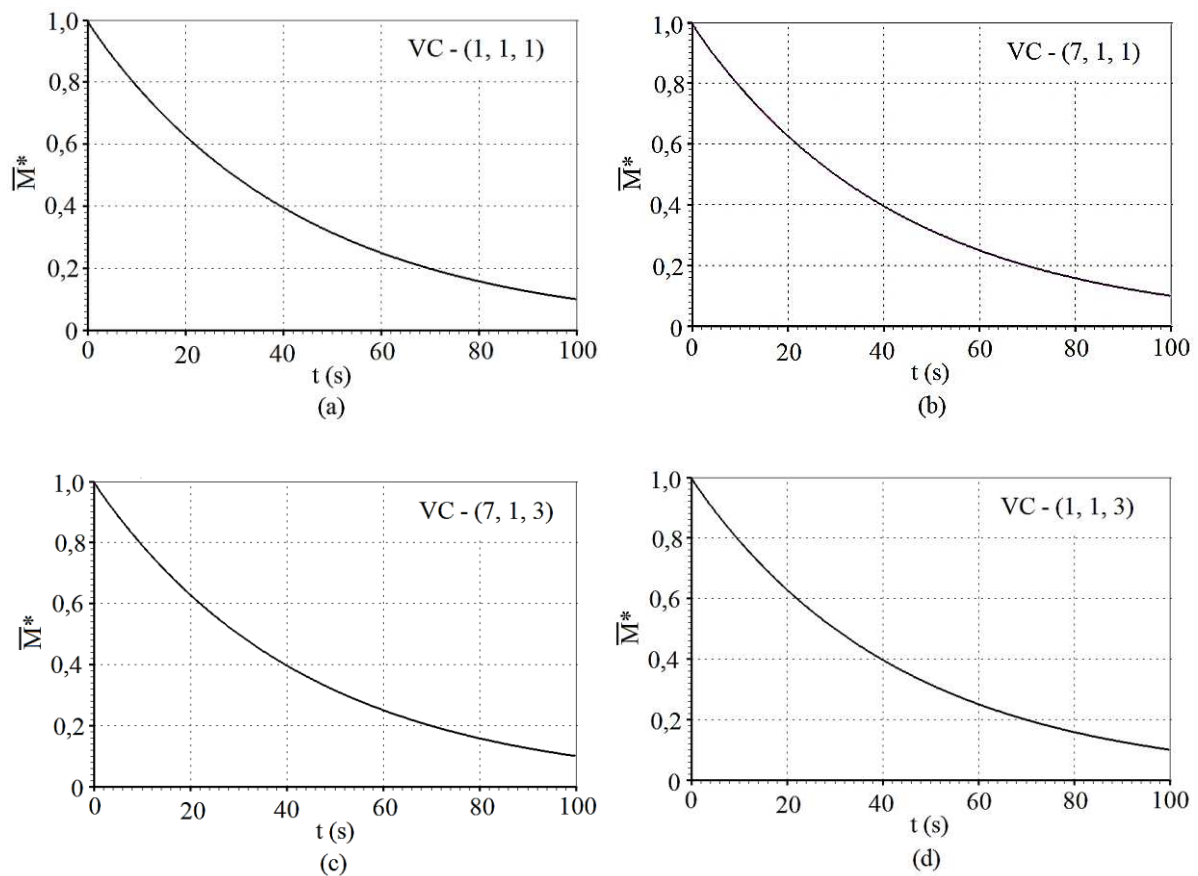 1,0
0,8
0,6
0,4
0,2
0
M*
VC - (1, 1, 1)
0 20 40 60 80 100
t (s)
(a)
1,0
0,8
0,6
0,4
0,2
0
M*
VC - (7, 1, 1)
0 20 40 60 80 100
t (s)
(b)
1,0
0,8
0,6
0,4
0,2
0
M*
VC - (7, 1, 3)
0 20 40 60 80 100
t (s)
(c)
1,0
0,8
0,6
0,4
0,2
0
M*
VC - (1, 1, 3)
0 20 40 60 80 100
t (s)
(d)